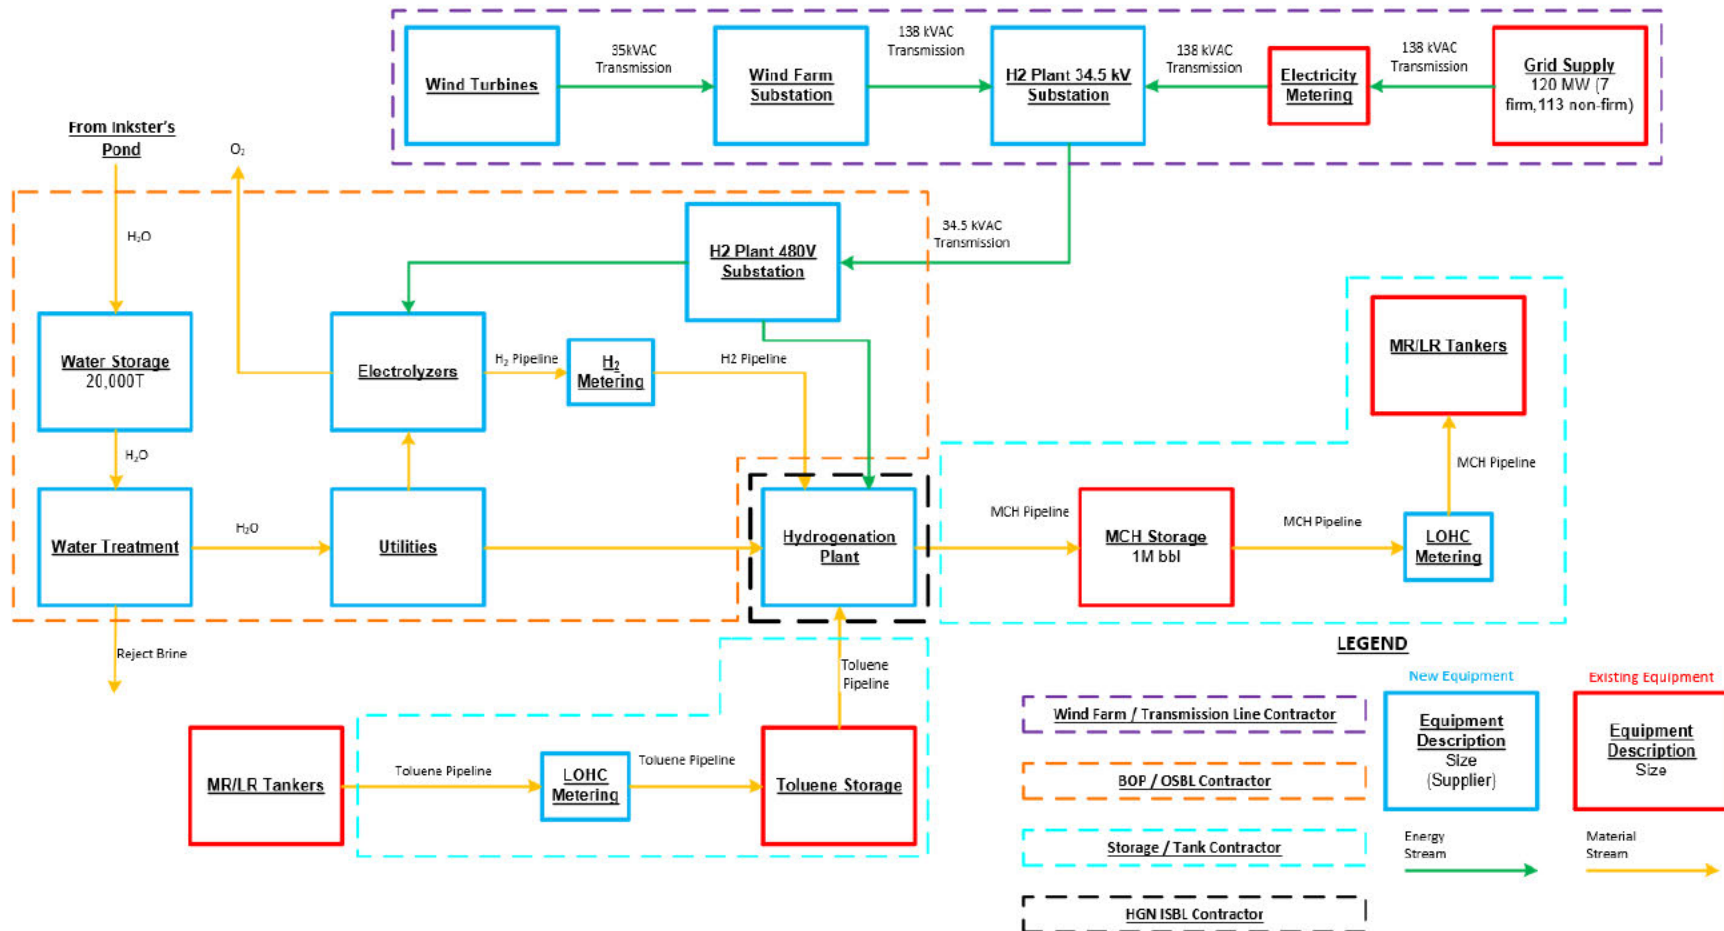 35kVAC
Transmission
138 kVAC
Transmission
138 kVAC
Transmission
138 kVAC
Transmission
Wind Turbines
Wind Farm
Substation
H2 Plant 34.5 kV
Substation
Electricity
Metering
Grid Supply
120 MW (7
firm,113 non-firm)
From Inkster's
Pond
O₂
H₂O
34.5 kVAC
Transmission
H2 Plant 480V
Substation
Water Storage
20,000T
Electrolyzers
H₂ Pipeline
H₂
Metering
H2 Pipeline
MR/LR Tankers
H₂O
MCH Pipeline
Water Treatment
H₂O
Utilities
Hydrogenation
Plant
MCH Pipeline
MCH Storage
1M bbl
MCH Pipeline
LOHC
Metering
Reject Brine
Toluene
Pipeline
MR/LR Tankers
Toluene Pipeline
LOHC
Metering
Toluene Pipeline
Toluene Storage
LEGEND
New Equipment
Existing Equipment
Wind Farm / Transmission Line Contractor
BOP / OSBL Contractor
Storage / Tank Contractor
HGN ISBL Contractor
Equipment
Description
Size
(Supplier)
Equipment
Description
Size
Energy
Stream
Material
Stream